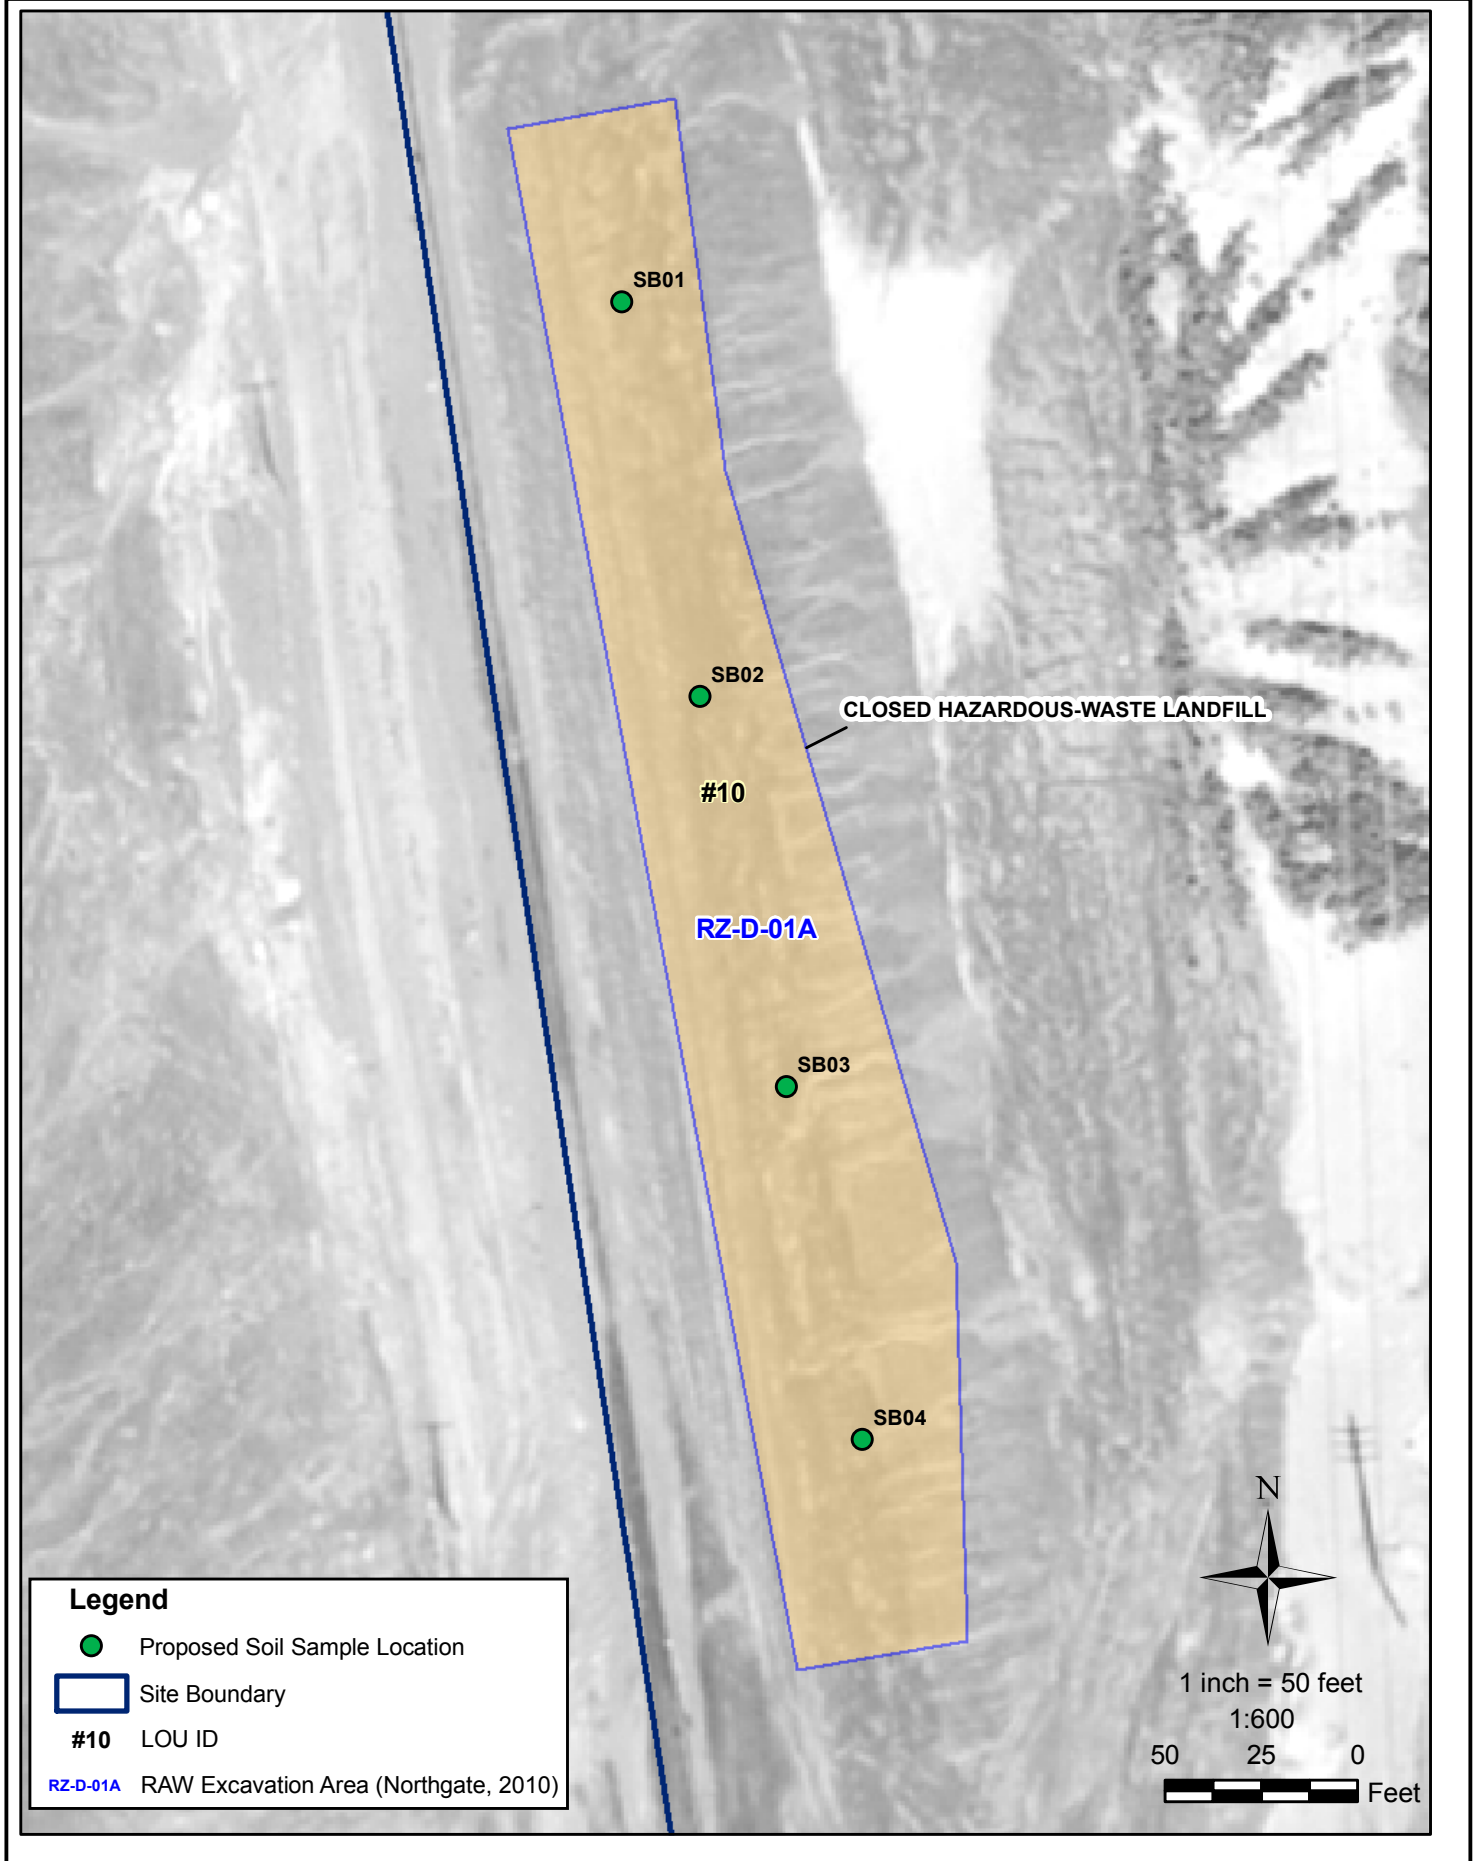 SB01
SB02
CLOSED HAZARDOUS-WASTE LANDFILL
#10
RZ-D-01A
SB03
SB04
N
1 inch = 50 feet
1:600
50 25 0
Feet
Legend
Proposed Soil Sample Location
Site Boundary
#10 LOU ID
RZ-D-01A RAW Excavation Area (Northgate, 2010)